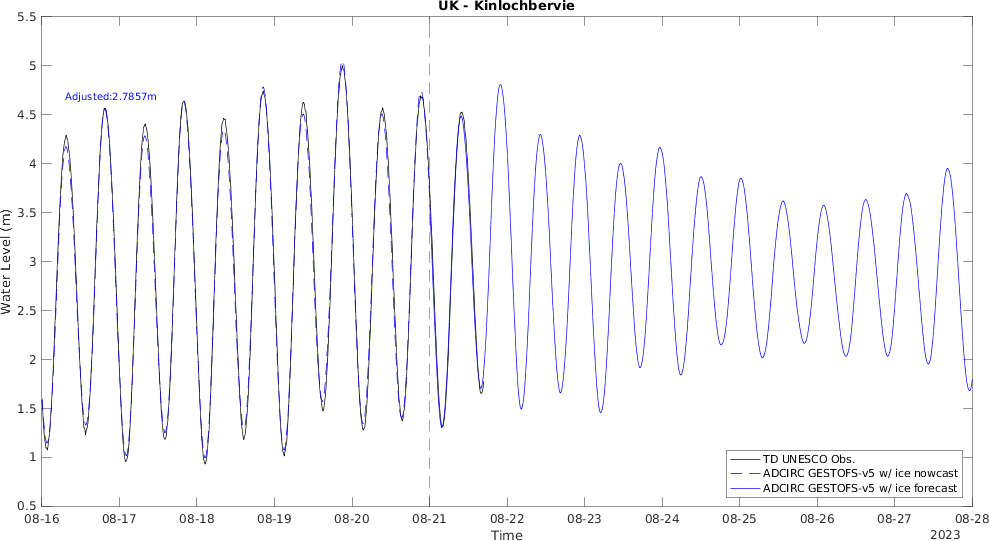 UK - Kinlochbervie
5.5
5
4.5
4
3.5
3
2.5
2
1.5
1
0.5
Water Level (m)
Adjusted:2.7857m
TD UNESCO Obs.
ADCIRC GESTOFS-v5 w/ ice nowcast
ADCIRC GESTOFS-v5 w/ ice forecast
08-16 08-17 08-18 08-19 08-20 08-21 08-22 08-23 08-24 08-25 08-26 08-27 08-28
Time
2023